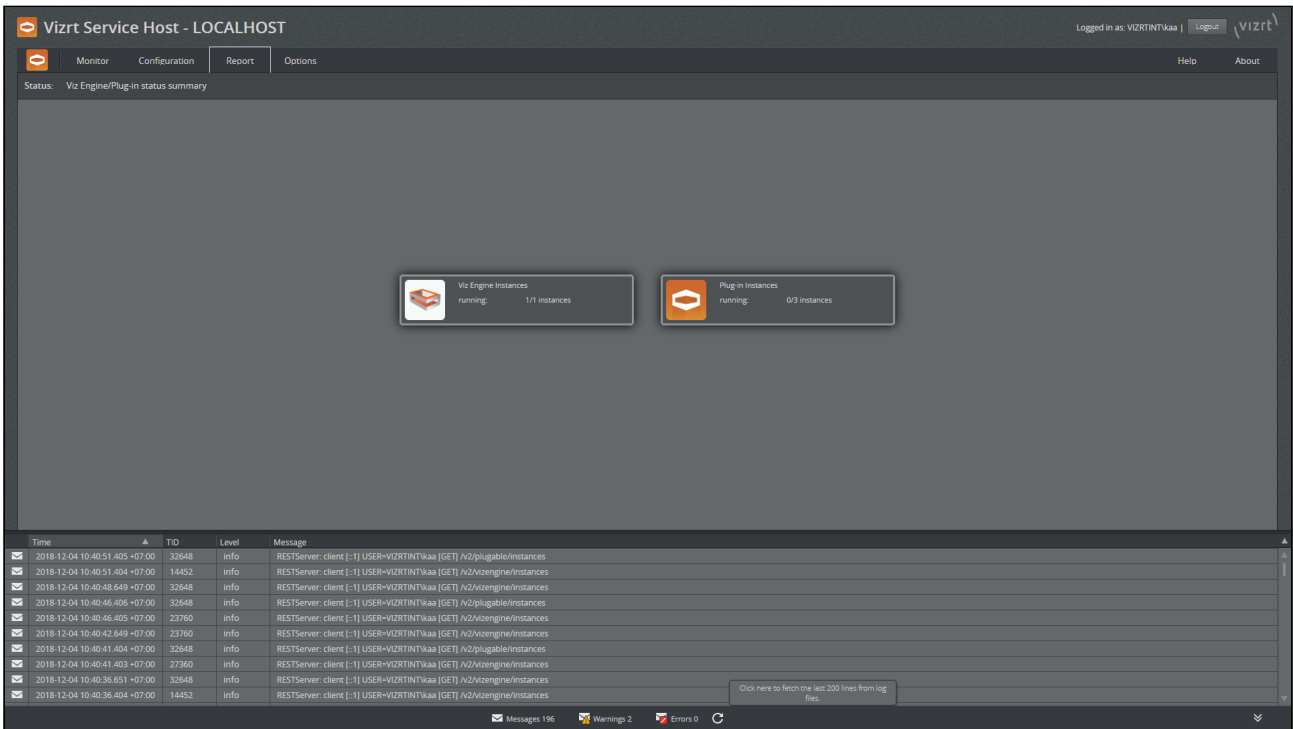 Vizrt Service Host - LOCALHOST
Logged in as: VIZRTINT\kaa | Logout vizrt
Monitor Configuration Report Options Help About
Status: Viz Engine/Plug-in status summary
Viz Engine Instances
running: 1/1 instances
Plug-in Instances
running: 0/3 instances
Time TID Level Message
2018-12-04 10:40:51.405 +07:00 32648 info RESTServer: client [::1] USER=VIZRTINT\kaa [GET] /v2/plugable/instances
2018-12-04 10:40:51.404 +07:00 14452 info RESTServer: client [::1] USER=VIZRTINT\kaa [GET] /v2/vizengine/instances
2018-12-04 10:40:48.649 +07:00 32648 info RESTServer: client [::1] USER=VIZRTINT\kaa [GET] /v2/vizengine/instances
2018-12-04 10:40:46.406 +07:00 32648 info RESTServer: client [::1] USER=VIZRTINT\kaa [GET] /v2/plugable/instances
2018-12-04 10:40:46.405 +07:00 23760 info RESTServer: client [::1] USER=VIZRTINT\kaa [GET] /v2/vizengine/instances
2018-12-04 10:40:42.649 +07:00 23760 info RESTServer: client [::1] USER=VIZRTINT\kaa [GET] /v2/vizengine/instances
2018-12-04 10:40:41.404 +07:00 32648 info RESTServer: client [::1] USER=VIZRTINT\kaa [GET] /v2/plugable/instances
2018-12-04 10:40:41.403 +07:00 27360 info RESTServer: client [::1] USER=VIZRTINT\kaa [GET] /v2/vizengine/instances
2018-12-04 10:40:36.651 +07:00 32648 info RESTServer: client [::1] USER=VIZRTINT\kaa [GET] /v2/vizengine/instances
2018-12-04 10:40:36.404 +07:00 14452 info RESTServer: client [::1] USER=VIZRTINT\kaa [GET] /v2/vizengine/instances
Click here to fetch the last 200 lines from log
files.
Messages 196 Warnings 2 Errors 0